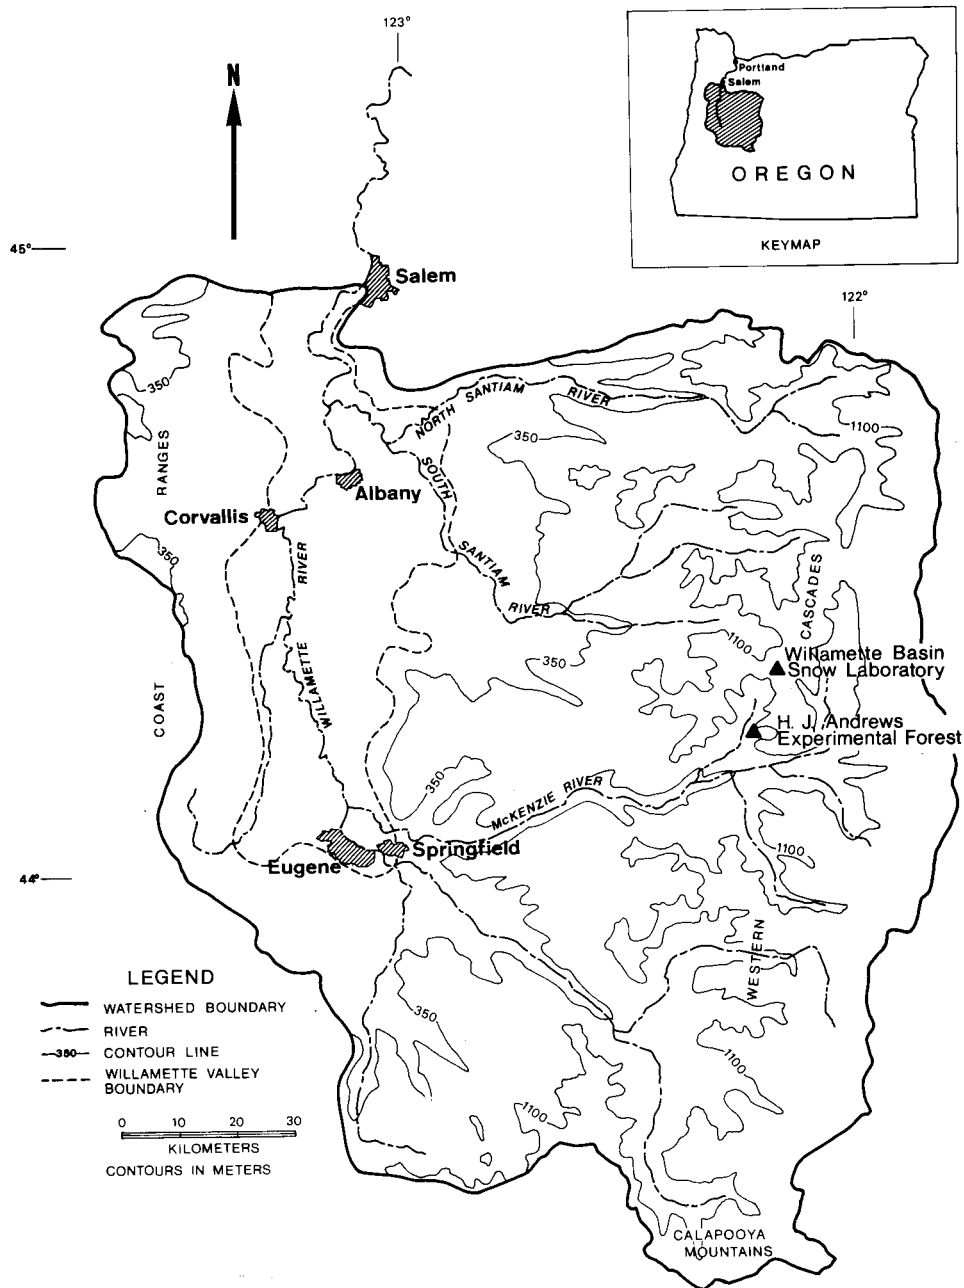 123°
N
Portland
Salem
OREGON
KEYMAP
45°
Salem
122°
350
RANGES
NORTH SANTIAM RIVER
350
1100
SOUTH SANTIAM RIVER
Albany
Corvallis
350
WILLAMETTE RIVER
CASCADES
1100
350
Willamette Basin
Snow Laboratory
COAST
H. J. Andrews
Experimental Forest
350
McKENZIE RIVER
Springfield
Eugene
1100
44°
WESTERN
LEGEND
WATERSHED BOUNDARY
RIVER
350
CONTOUR LINE
WILLAMETTE VALLEY
BOUNDARY
350
1100
1100
0 10 20 30
KILOMETERS
CONTOURS IN METERS
CALAPOOYA
MOUNTAINS